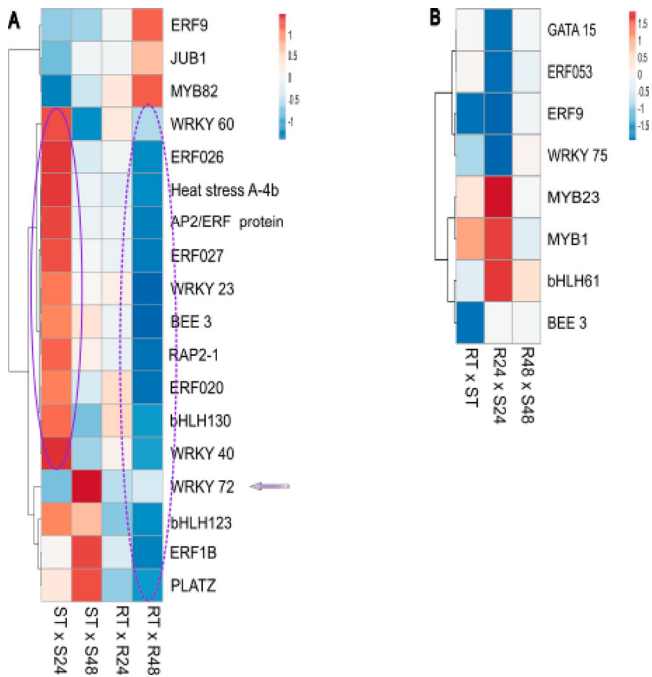 A
ERF9
JUB1
MYB82
WRKY 60
ERF026
Heat stress A-4b
AP2/ERF protein
ERF027
WRKY 23
BEE 3
RAP2-1
ERF020
bHLH130
WRKY 40
WRKY 72
bHLH123
ERF1B
PLATZ
1
0.5
0
-0.5
-1
ST x S24
ST x S48
RT x R24
RT x R48
B
GATA 15
ERF053
ERF9
WRKY 75
MYB23
MYB1
bHLH61
BEE 3
1.5
1
0.5
0
-0.5
-1
-1.5
RT x ST
R24 x S24
R48 x S48